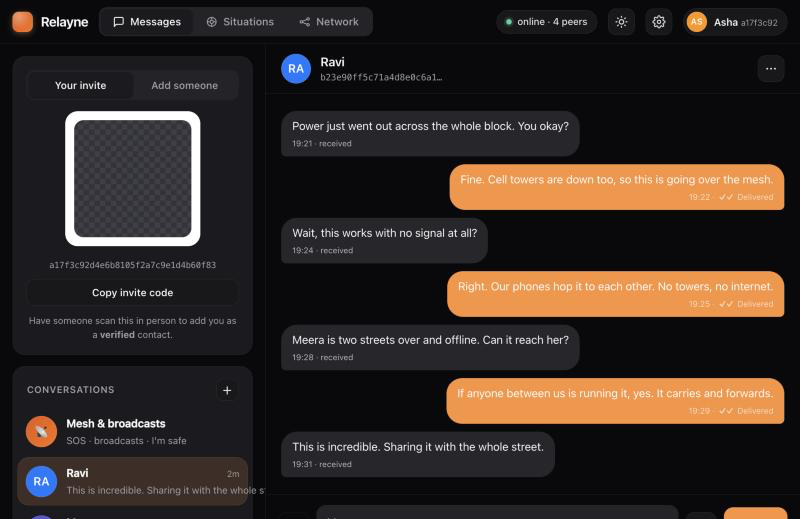 Relayne
Messages
Situations
Network
online · 4 peers
AS
Asha a17f3c92
Your invite
Add someone
a17f3c92d4e6b8105f2a7c9e1d4b60f83
Copy invite code
Have someone scan this in person to add you as
a verified contact.
CONVERSATIONS
+
Mesh & broadcasts
SOS · broadcasts · I'm safe
RA
Ravi
2m
This is incredible. Sharing it with the whole s
RA
Ravi
b23e90ff5c71a4d8e0c6a1…
Power just went out across the whole block. You okay?
19:21 · received
Fine. Cell towers are down too, so this is going over the mesh.
19:22 · ✓✓ Delivered
Wait, this works with no signal at all?
19:24 · received
Right. Our phones hop it to each other. No towers, no internet.
19:25 · ✓✓ Delivered
Meera is two streets over and offline. Can it reach her?
19:28 · received
If anyone between us is running it, yes. It carries and forwards.
19:29 · ✓✓ Delivered
This is incredible. Sharing it with the whole street.
19:31 · received